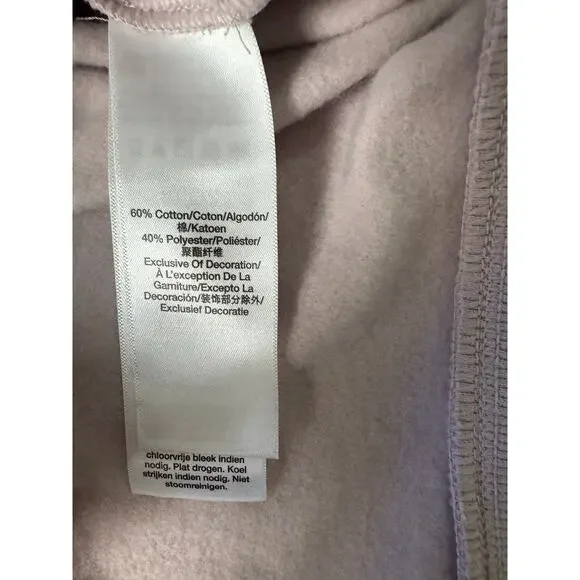 60% Cotton/Coton/Algodón/
棉/Katoen
40% Polyester/Poliéster/
聚酯纤维
Exclusive Of Decoration/
À L'exception De La
Garniture/Excepto La
Decoración/装饰部分除外/
Exclusief Decoratie
chloorvrije bleek indien
nodig. Plat drogen. Koel
strijken indien nodig. Niet
stoomreinigen.